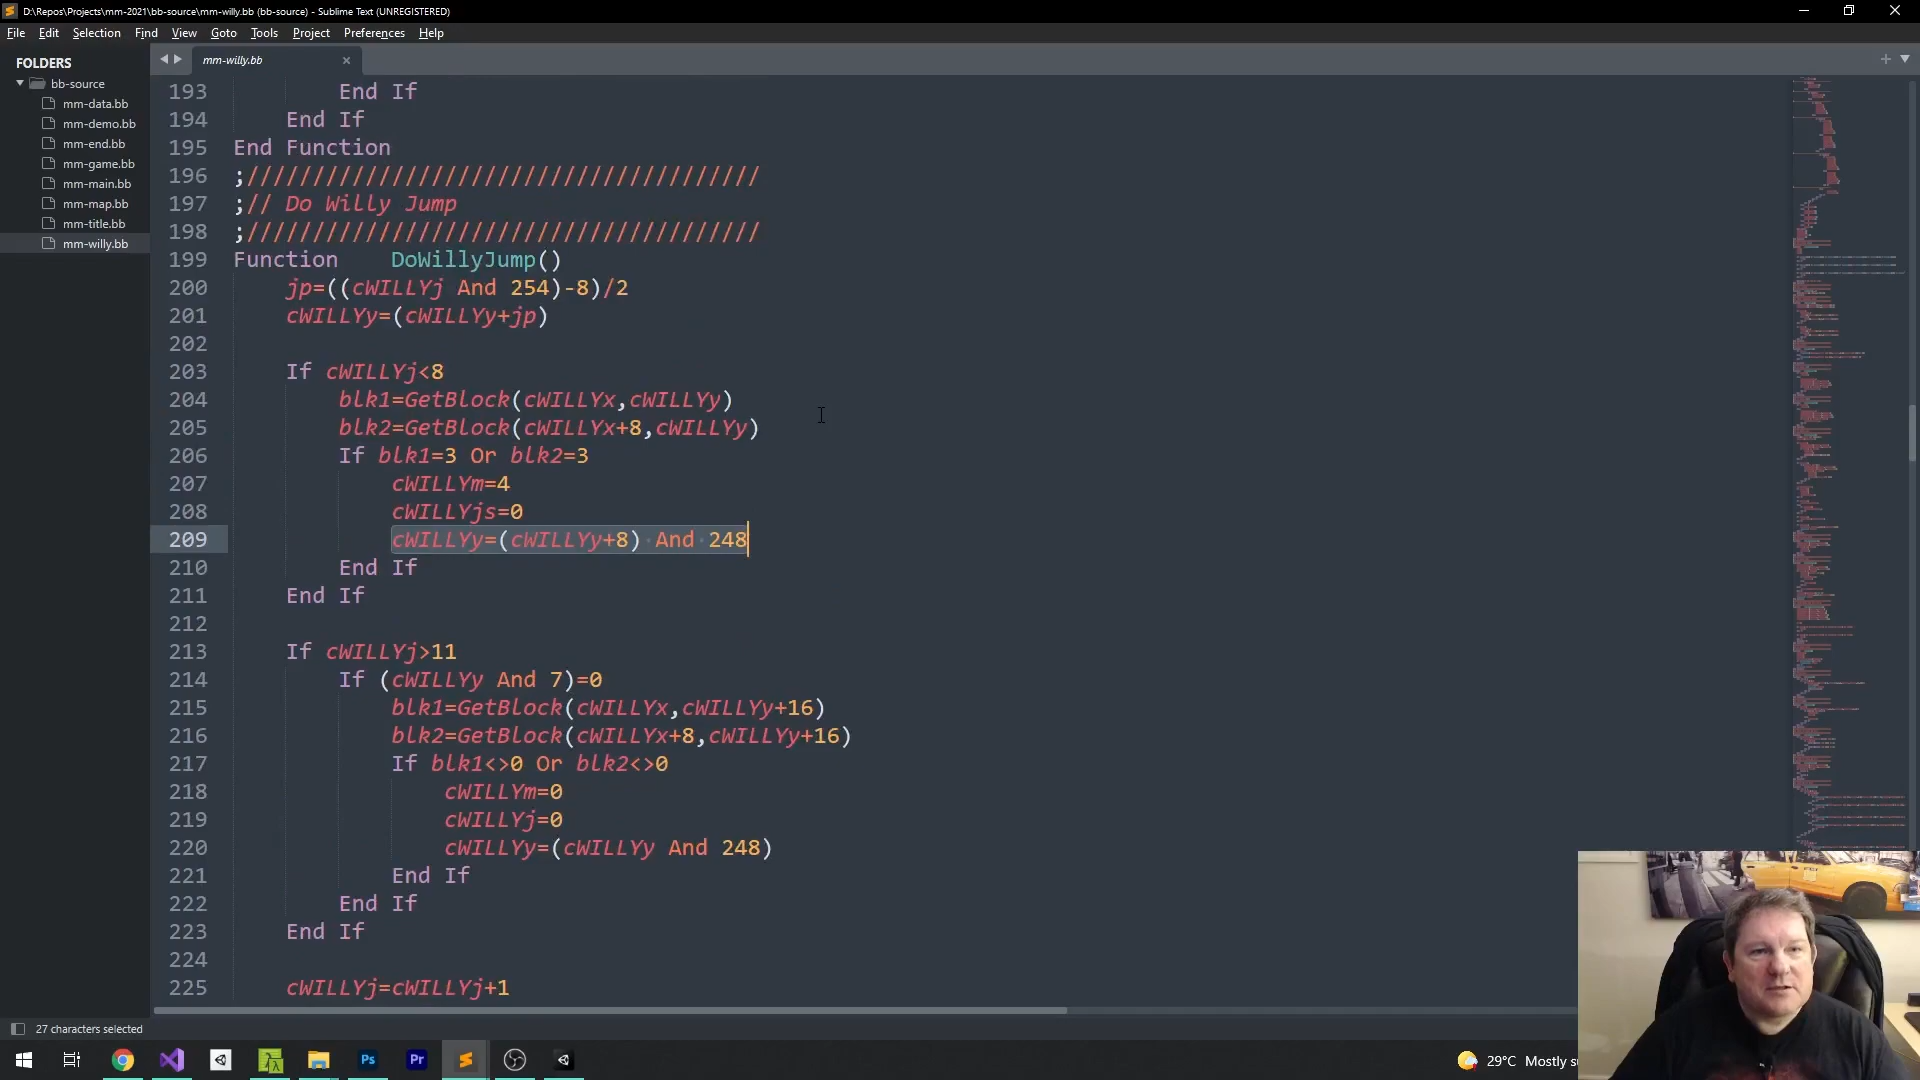 D:\Repos\Projects\mm-2021\bb-source\mm-willy.bb (bb-source) - Sublime Text (UNREGISTERED)
File Edit Selection Find View Goto Tools Project Preferences Help
FOLDERS
bb-source
mm-data.bb
mm-demo.bb
mm-end.bb
mm-game.bb
mm-main.bb
mm-map.bb
mm-title.bb
mm-willy.bb
mm-willy.bb
193 End If
194 End If
195 End Function
196 ;///////////////////////////////////////
197 ;// Do Willy Jump
198 ;///////////////////////////////////////
199 Function DoWillyJump()
200 jp=((cWILLYj And 254)-8)/2
201 cWILLYy=(cWILLYy+jp)
202
203 If cWILLYj<8
204 blk1=GetBlock(cWILLYx,cWILLYy)
205 blk2=GetBlock(cWILLYx+8,cWILLYy)
206 If blk1=3 Or blk2=3
207 cWILLYm=4
208 cWILLYjs=0
209 cWILLYy=(cWILLYy+8) And 248
210 End If
211 End If
212
213 If cWILLYj>11
214 If (cWILLYy And 7)=0
215 blk1=GetBlock(cWILLYx,cWILLYy+16)
216 blk2=GetBlock(cWILLYx+8,cWILLYy+16)
217 If blk1<>0 Or blk2<>0
218 cWILLYm=0
219 cWILLYj=0
220 cWILLYy=(cWILLYy And 248)
221 End If
222 End If
223 End If
224
225 cWILLYj=cWILLYj+1
27 characters selected
Ps
Pr
29°C Mostly